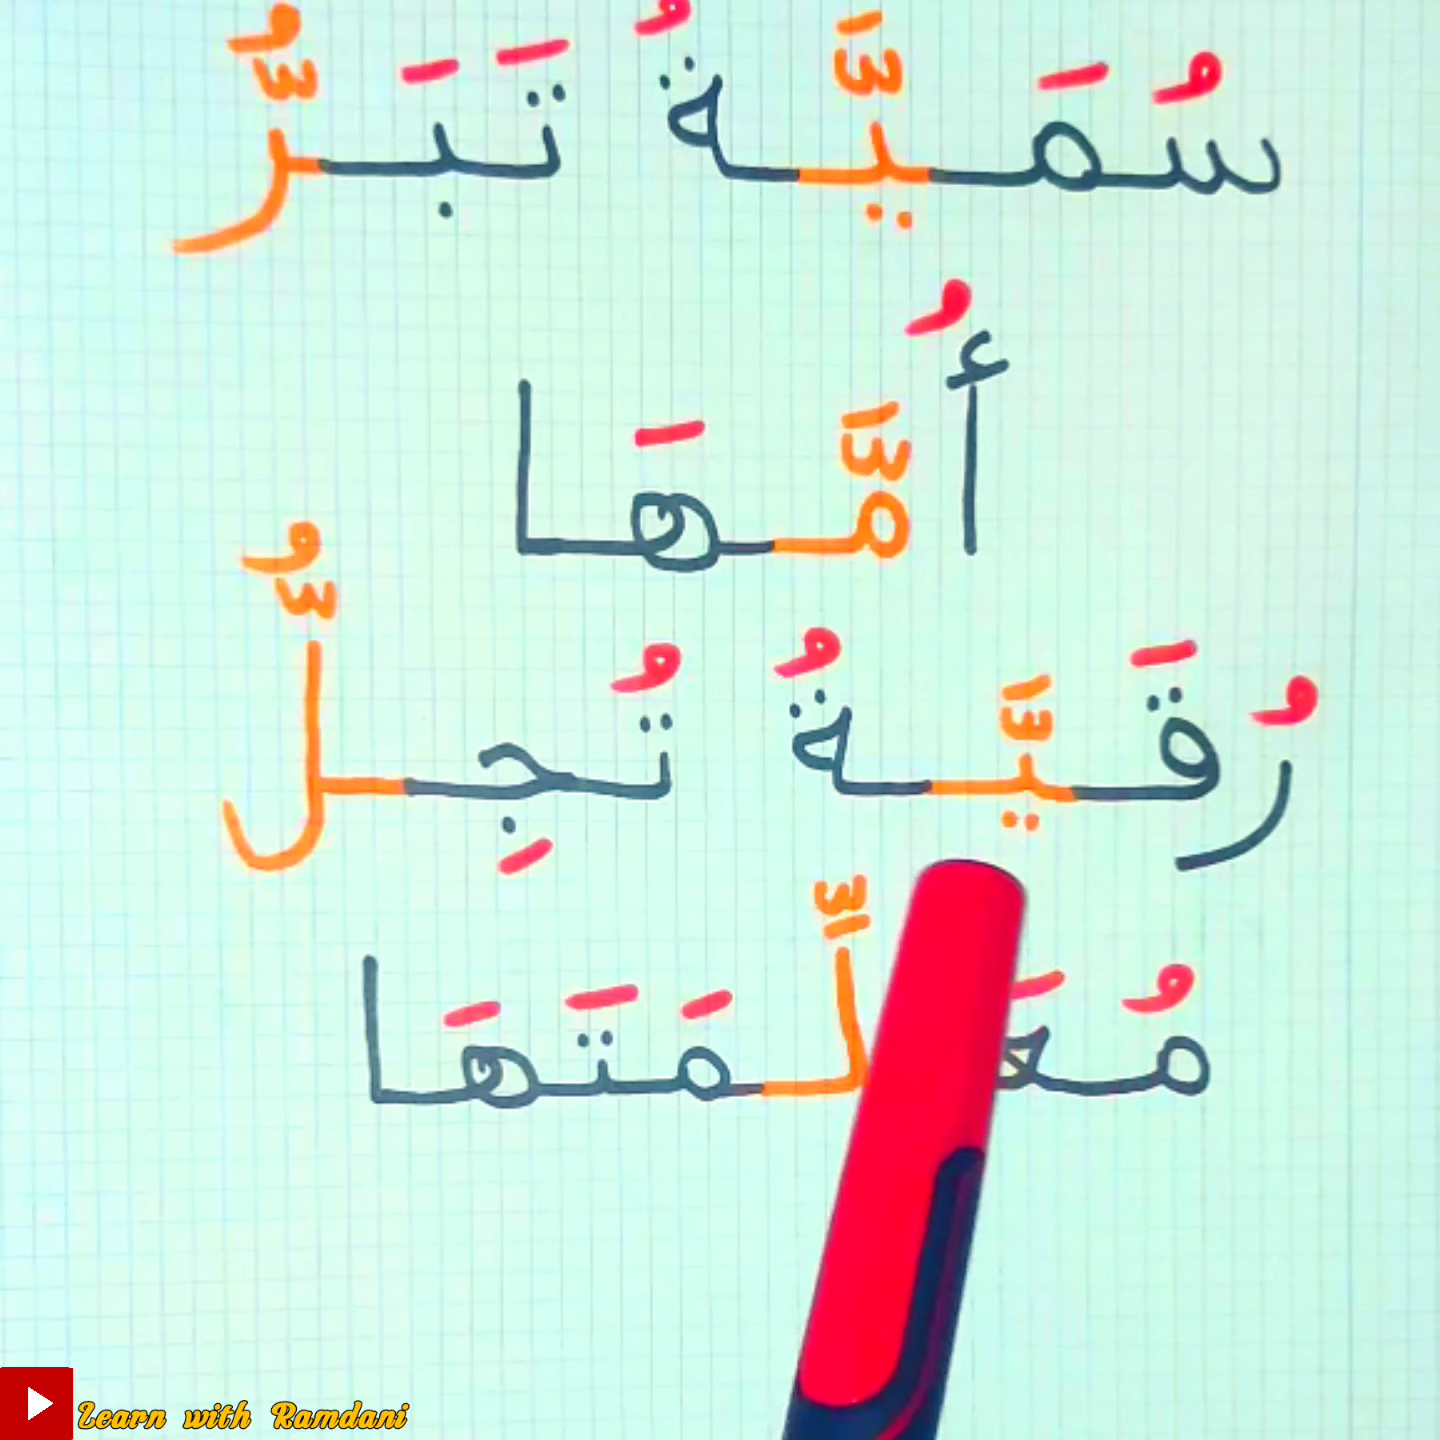 سُمَيَّةُ تَبَرُّ
أُمَّهَا
رُقَيَّةُ تُجِلُّ
مُعَلِّمَتَهَا
Learn with Ramdani